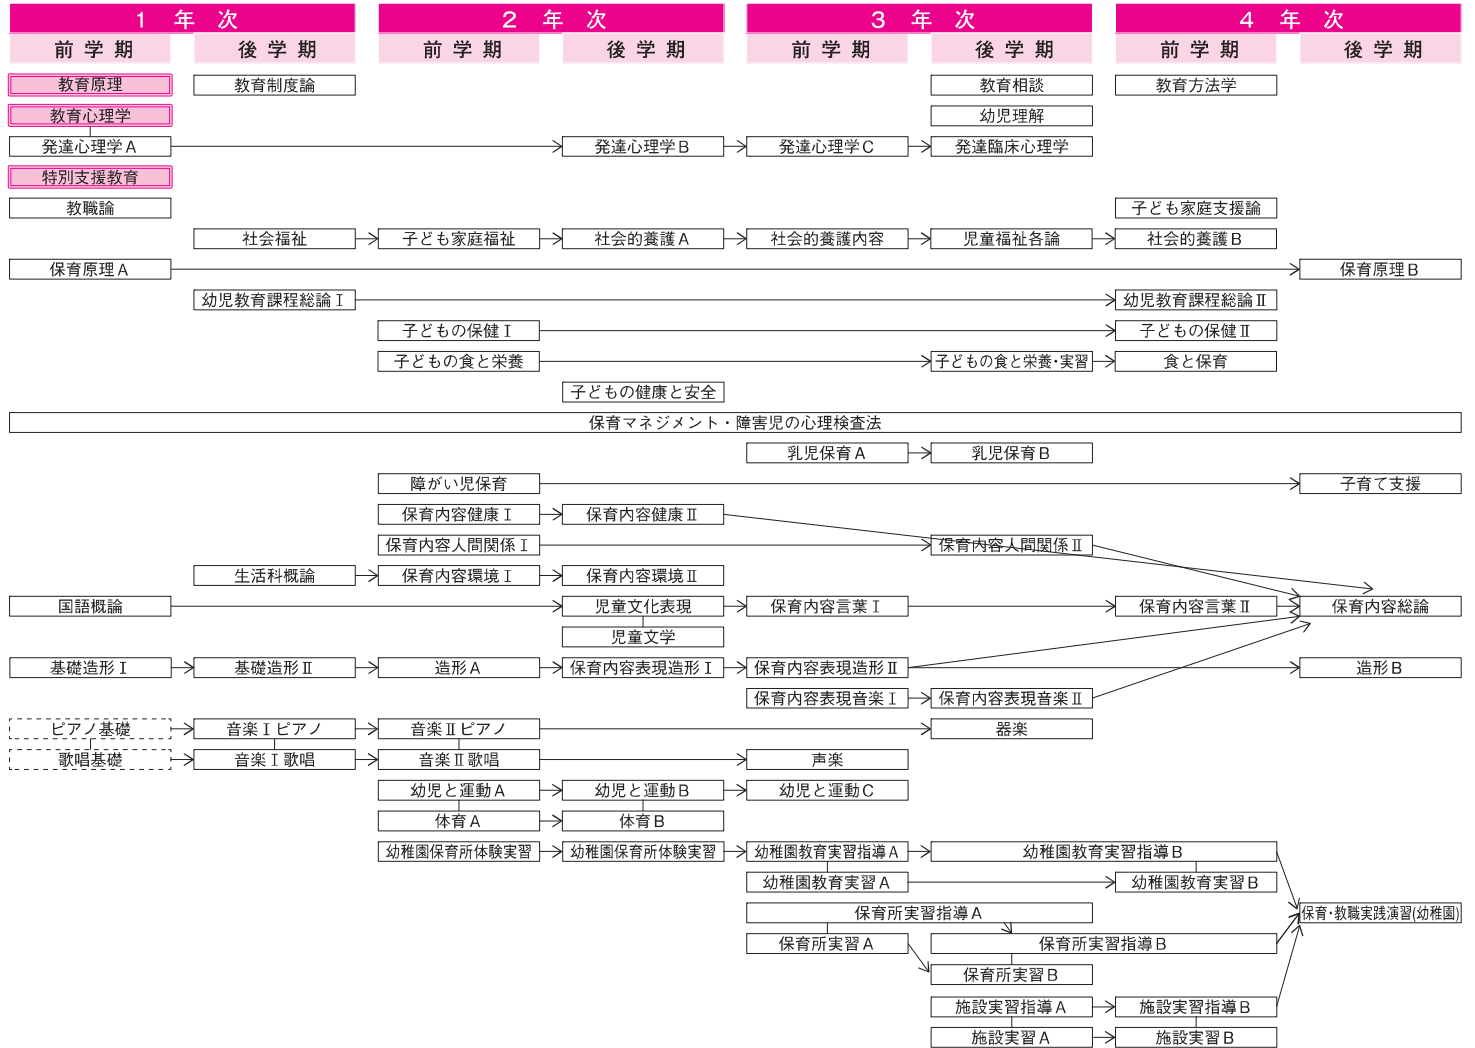 1 年 次 2 年 次 3 年 次 4 年 次
前 学 期 後 学 期 前 学 期 後 学 期 前 学 期 後 学 期 前 学 期 後 学 期
教育原理 教育制度論 教育相談 教育方法学
教育心理学 幼児理解
発達心理学A 発達心理学B 発達心理学C 発達臨床心理学
特別支援教育
教職論 子ども家庭支援論
社会福祉 子ども家庭福祉 社会的養護A 社会的養護内容 児童福祉各論 社会的養護B
保育原理A 保育原理B
幼児教育課程総論Ⅰ 幼児教育課程総論Ⅱ
子どもの保健Ⅰ 子どもの保健Ⅱ
子どもの食と栄養 子どもの食と栄養・実習 食と保育
子どもの健康と安全
保育マネジメント・障害児の心理検査法
乳児保育A 乳児保育B
障がい児保育 子育て支援
保育内容健康Ⅰ 保育内容健康Ⅱ
保育内容人間関係Ⅰ 保育内容人間関係Ⅱ
生活科概論 保育内容環境Ⅰ 保育内容環境Ⅱ
国語概論 児童文化表現 保育内容言葉Ⅰ 保育内容言葉Ⅱ 保育内容総論
児童文学
基礎造形Ⅰ 基礎造形Ⅱ 造形A 保育内容表現造形Ⅰ 保育内容表現造形Ⅱ 造形B
保育内容表現音楽Ⅰ 保育内容表現音楽Ⅱ
ピアノ基礎 音楽Ⅰピアノ 音楽Ⅱピアノ 器楽
歌唱基礎 音楽Ⅰ歌唱 音楽Ⅱ歌唱 声楽
幼児と運動A 幼児と運動B 幼児と運動C
体育A 体育B
幼稚園保育所体験実習 幼稚園保育所体験実習 幼稚園教育実習指導A 幼稚園教育実習指導B
幼稚園教育実習A 幼稚園教育実習B
保育所実習指導A 保育・教職実践演習(幼稚園)
保育所実習A 保育所実習指導B
保育所実習B
施設実習指導A 施設実習指導B
施設実習A 施設実習B